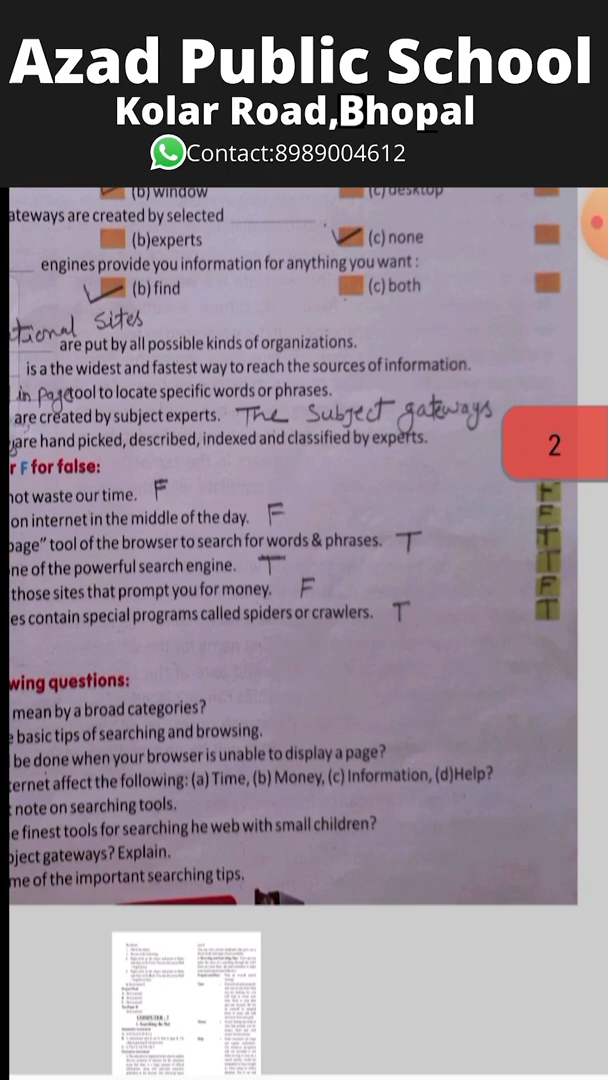 Azad Public School
Kolar Road,Bhopal
Contact:8989004612
(b) window (c) desktop
ateways are created by selected ____________ .
(b)experts (c) none
engines provide you information for anything you want :
(b) find (c) both
tional Sites
are put by all possible kinds of organizations.
is a the widest and fastest way to reach the sources of information.
in page tool to locate specific words or phrases.
are created by subject experts. The Subject gateways
are hand picked, described, indexed and classified by experts.
2
r F for false:
not waste our time. F F
on internet in the middle of the day. F F
page" tool of the browser to search for words & phrases. T T
ne of the powerful search engine. T T
those sites that prompt you for money. F F
es contain special programs called spiders or crawlers. T T
wing questions:
mean by a broad categories?
e basic tips of searching and browsing.
be done when your browser is unable to display a page?
ternet affect the following: (a) Time, (b) Money, (c) Information, (d)Help?
t note on searching tools.
e finest tools for searching he web with small children?
bject gateways? Explain.
me of the important searching tips.
COMPUTER - 7